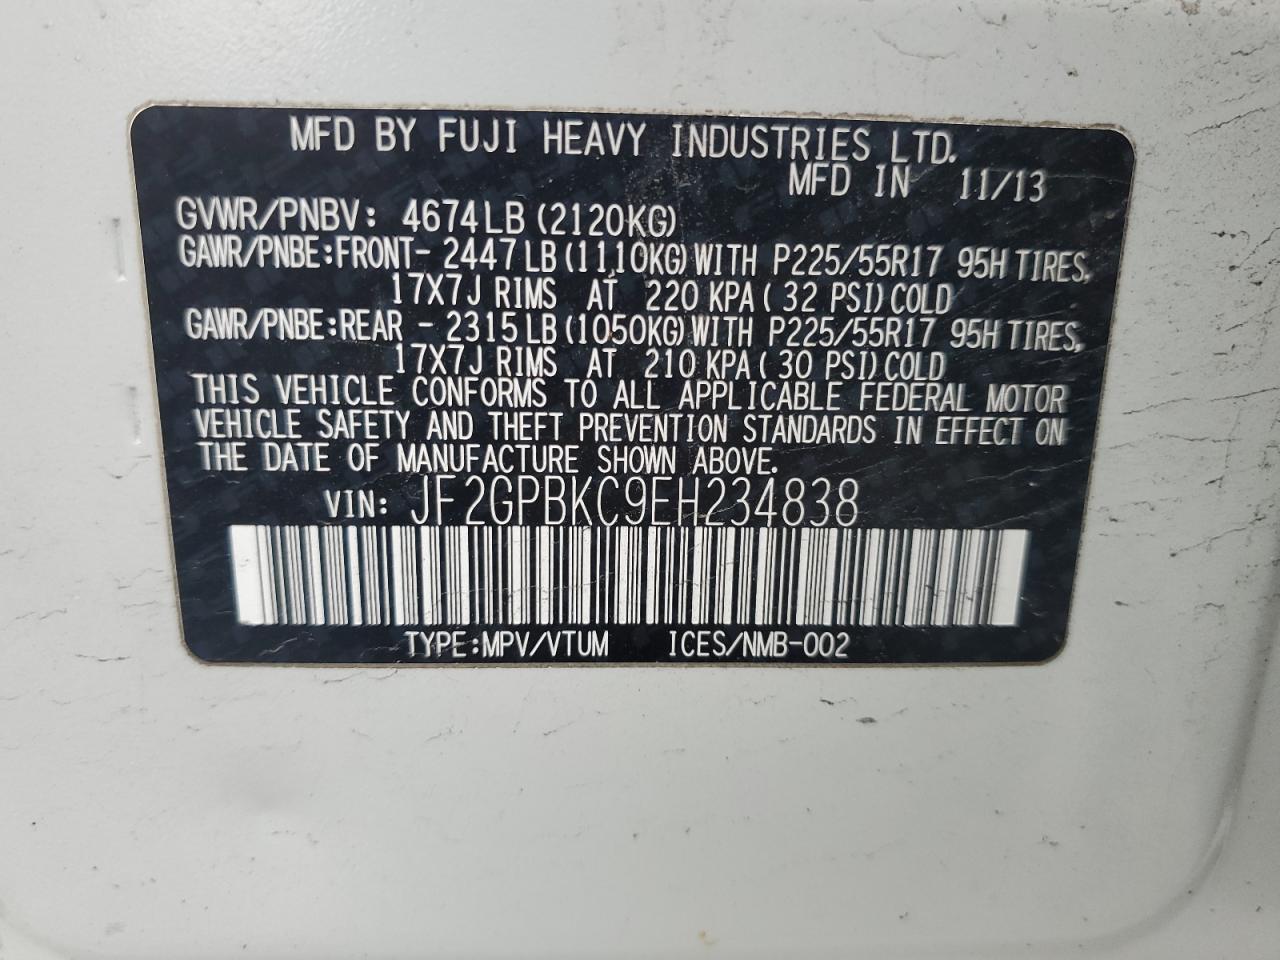 MFD BY FUJI HEAVY INDUSTRIES LTD.
MFD IN 11/13
GVWR/PNBV: 4674LB (2120KG)
GAWR/PNBE:FRONT- 2447 LB (1110KG) WITH P225/55R17 95H TIRES,
17X7J RIMS AT 220 KPA ( 32 PSI) COLD
GAWR/PNBE:REAR - 2315 LB (1050KG) WITH P225/55R17 95H TIRES,
17X7J RIMS AT 210 KPA ( 30 PSI) COLD
THIS VEHICLE CONFORMS TO ALL APPLICABLE FEDERAL MOTOR
VEHICLE SAFETY AND THEFT PREVENTION STANDARDS IN EFFECT ON
THE DATE OF MANUFACTURE SHOWN ABOVE.
VIN: JF2GPBKC9EH234838
TYPE:MPV/VTUM ICES/NMB-002